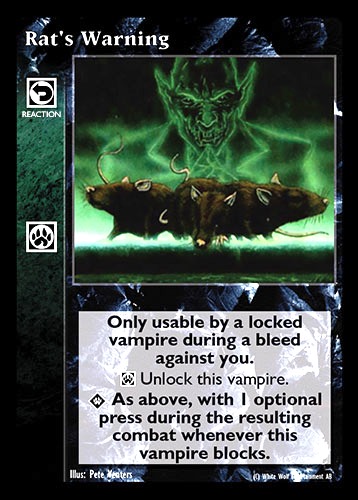 Rat's Warning
REACTION
Only usable by a locked
vampire during a bleed
against you.
Unlock this vampire.
As above, with 1 optional
press during the resulting
combat whenever this
vampire blocks.
Illus: Pete Venters
(C) White Wolf Entertainment AB